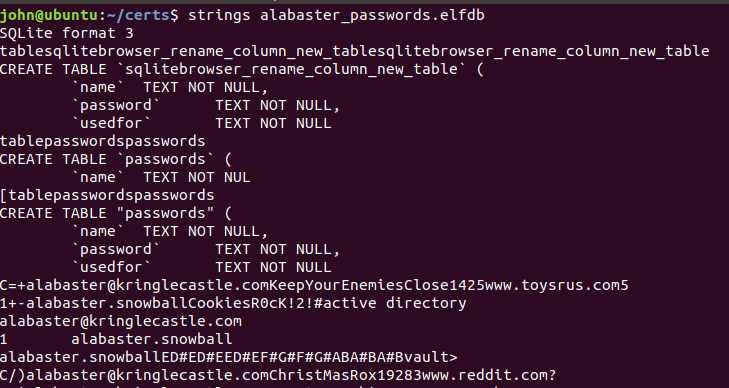 john@ubuntu:~/certs$ strings alabaster_passwords.elfdb
SQLite format 3
tablesqlitebrowser_rename_column_new_tablesqlitebrowser_rename_column_new_table
CREATE TABLE `sqlitebrowser_rename_column_new_table` (
        `name`  TEXT NOT NULL,
        `password`      TEXT NOT NULL,
        `usedfor`       TEXT NOT NULL
tablepasswordspasswords
CREATE TABLE `passwords` (
        `name`  TEXT NOT NUL
[tablepasswordspasswords
CREATE TABLE "passwords" (
        `name`  TEXT NOT NULL,
        `password`      TEXT NOT NULL,
        `usedfor`       TEXT NOT NULL
C=+alabaster@kringlecastle.comKeepYourEnemiesClose1425www.toysrus.com5
1+-alabaster.snowballCookiesR0cK!2!#active directory
alabaster@kringlecastle.com
1       alabaster.snowball
alabaster.snowballED#ED#EED#EF#G#F#G#ABA#BA#Bvault>
C/)alabaster@kringlecastle.comChristMasRox19283www.reddit.com?